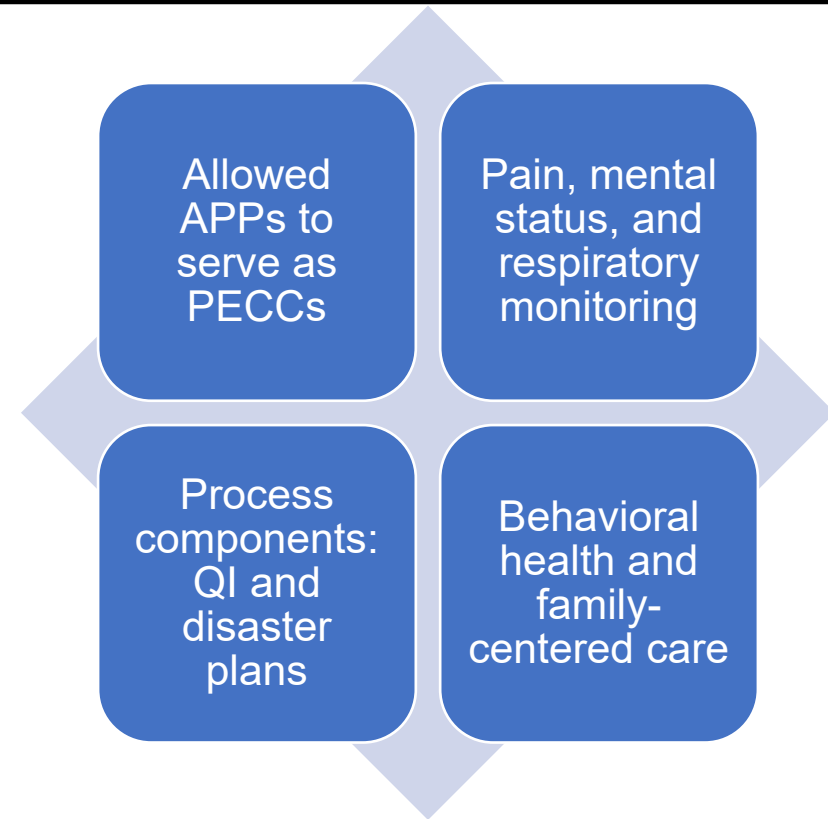 Allowed
APPs to
serve as
PECCs
Pain, mental
status, and
respiratory
monitoring
Process
components:
QI and
disaster
plans
Behavioral
health and
family-
centered care